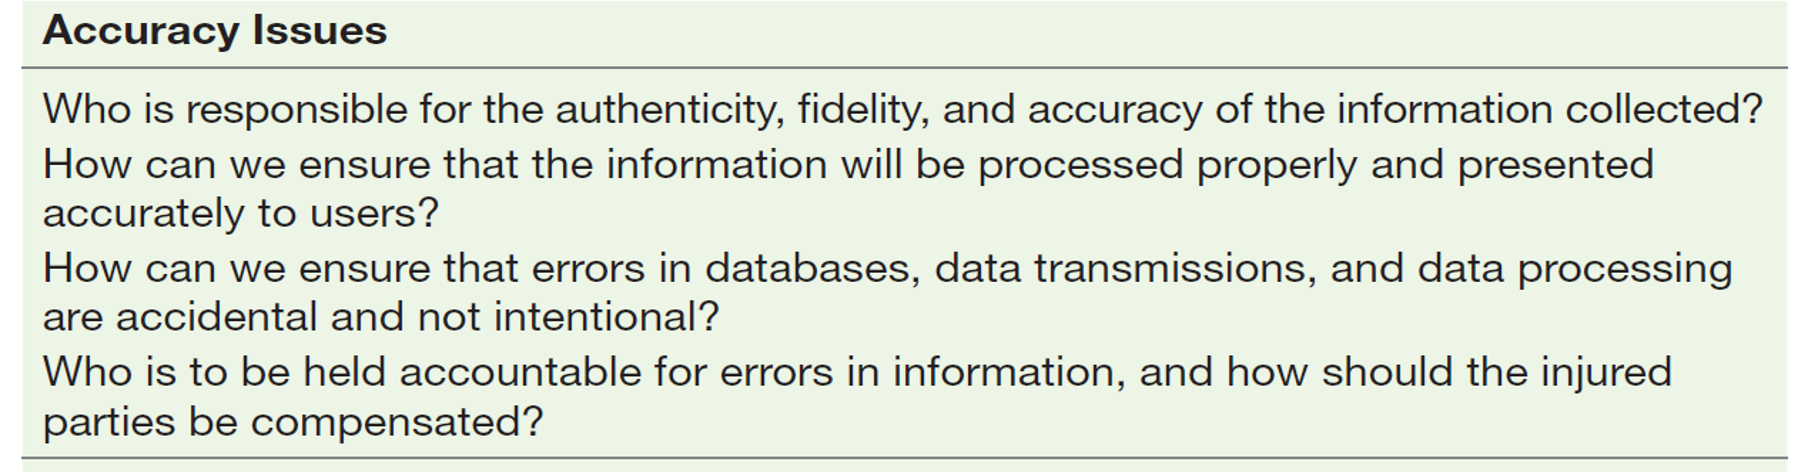 Accuracy Issues
Who is responsible for the authenticity, fidelity, and accuracy of the information collected?
How can we ensure that the information will be processed properly and presented
accurately to users?
How can we ensure that errors in databases, data transmissions, and data processing
are accidental and not intentional?
Who is to be held accountable for errors in information, and how should the injured
parties be compensated?